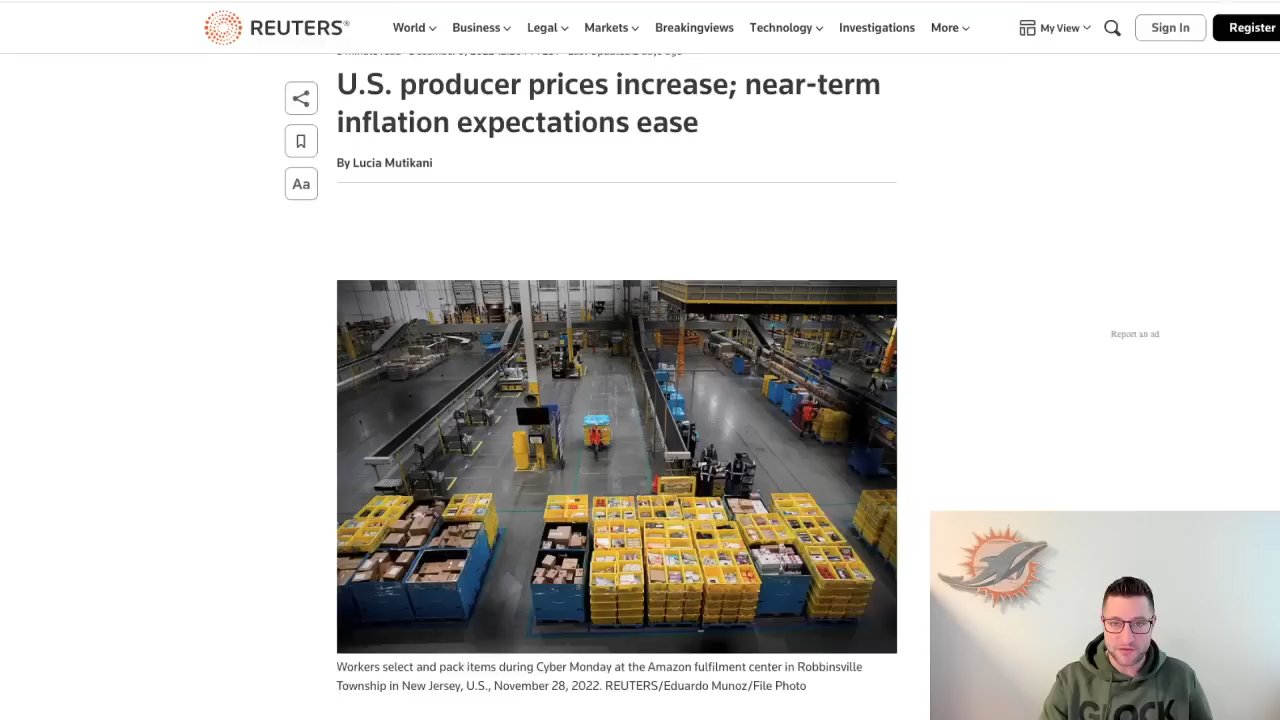 REUTERS®
World
Business
Legal
Markets
Breakingviews
Technology
Investigations
More
My View
Sign In
Register
U.S. producer prices increase; near-term
inflation expectations ease
By Lucia Mutikani
Aa
Report an ad
Workers select and pack items during Cyber Monday at the Amazon fulfilment center in Robbinsville
Township in New Jersey, U.S., November 28, 2022. REUTERS/Eduardo Munoz/File Photo
GLOCK